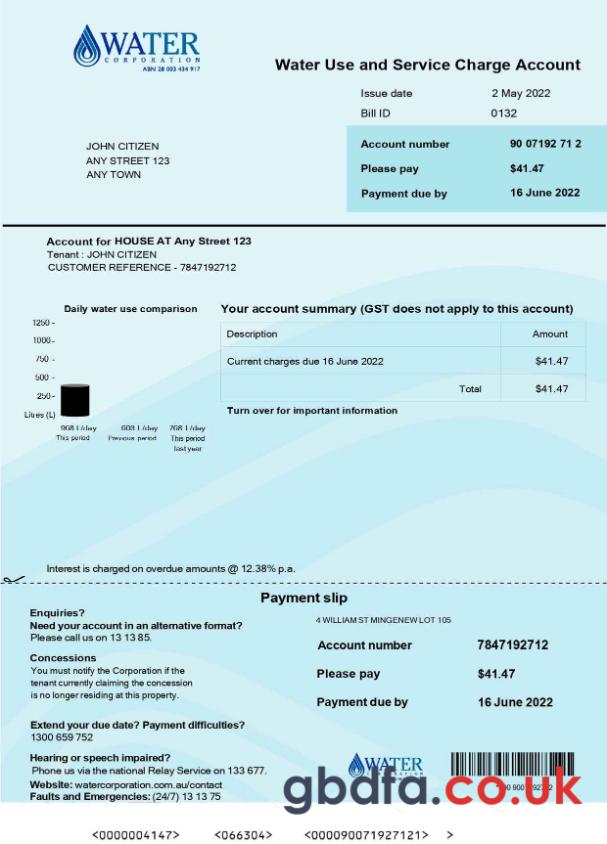 WATER
CORPORATION
ABN 28 003 434 917
Water Use and Service Charge Account
Issue date 2 May 2022
Bill ID 0132
Account number 90 07192 71 2
Please pay $41.47
Payment due by 16 June 2022
JOHN CITIZEN
ANY STREET 123
ANY TOWN
Account for HOUSE AT Any Street 123
Tenant : JOHN CITIZEN
CUSTOMER REFERENCE - 7847192712
Daily water use comparison
1250 -
1000 -
750 -
500 -
250 -
Litres (L)
968 L/day 603 L/day 768 L/day
This period Previous period This period
last year
Your account summary (GST does not apply to this account)
Description Amount
Current charges due 16 June 2022 $41.47
Total $41.47
Turn over for important information
Interest is charged on overdue amounts @ 12.38% p.a.
Payment slip
Enquiries?
Need your account in an alternative format?
Please call us on 13 13 85.
Concessions
You must notify the Corporation if the
tenant currently claiming the concession
is no longer residing at this property.
Extend your due date? Payment difficulties?
1300 659 752
Hearing or speech impaired?
Phone us via the national Relay Service on 133 677.
Website: watercorporation.com.au/contact
Faults and Emergencies: (24/7) 13 13 75
4 WILLIAM ST MINGENEW LOT 105
Account number 7847192712
Please pay $41.47
Payment due by 16 June 2022
WATER
gbdfa.co.uk
<0000004147> <066304> <000090071927121> >